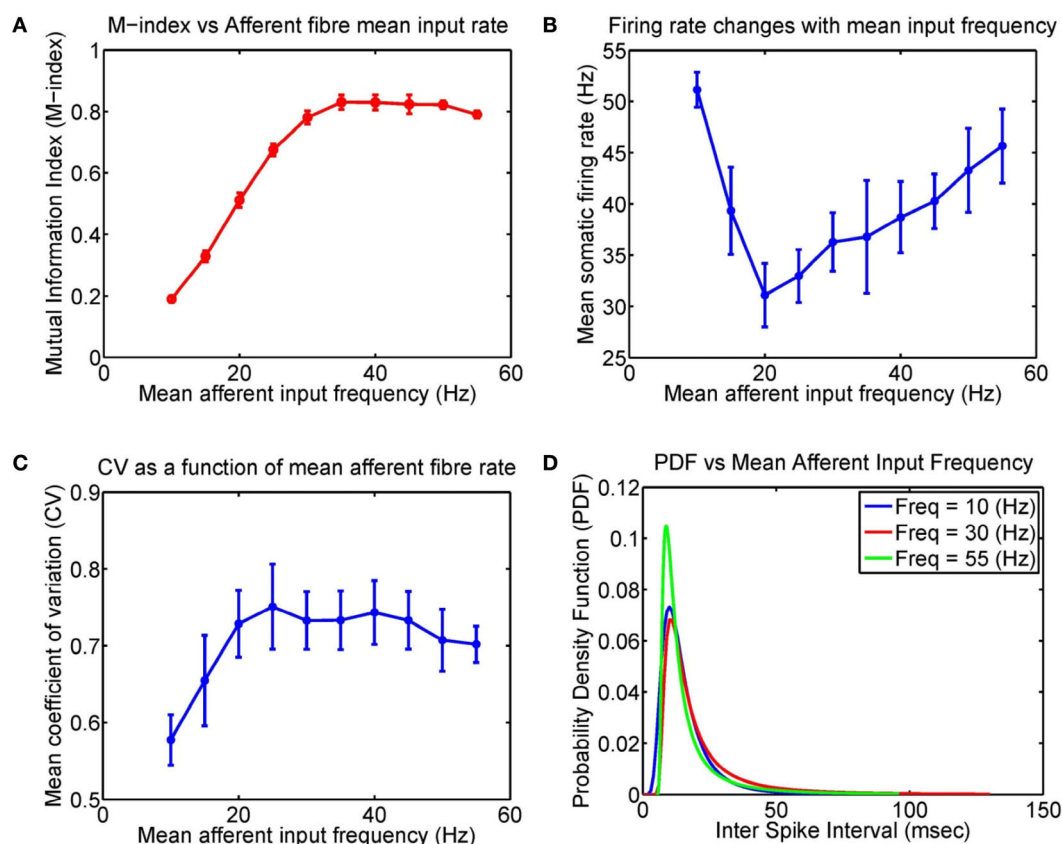 A
M-index vs Afferent fibre mean input rate
Mutual Information Index (M-index)
1
0.8
0.6
0.4
0.2
0
0 20 40 60
Mean afferent input frequency (Hz)
B
Firing rate changes with mean input frequency
Mean somatic firing rate (Hz)
55
50
45
40
35
30
25
0 20 40 60
Mean afferent input frequency (Hz)
C
CV as a function of mean afferent fibre rate
Mean coefficient of variation (CV)
0.9
0.8
0.7
0.6
0.5
0 20 40 60
Mean afferent input frequency (Hz)
D
PDF vs Mean Afferent Input Frequency
Probability Density Function (PDF)
0.12
0.1
0.08
0.06
0.04
0.02
0
Freq = 10 (Hz)
Freq = 30 (Hz)
Freq = 55 (Hz)
0 50 100 150
Inter Spike Interval (msec)